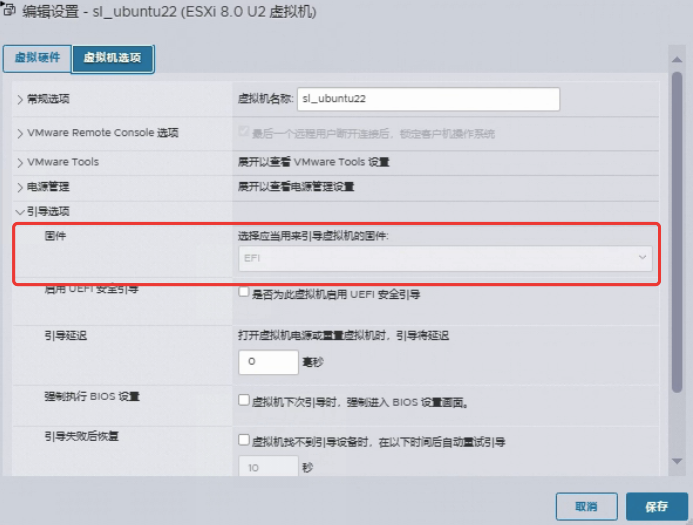 编辑设置 - sl_ubuntu22 (ESXi 8.0 U2 虚拟机)
虚拟硬件 虚拟机选项
常规选项 虚拟机名称: sl_ubuntu22
VMware Remote Console 选项 最后一个远程用户断开连接后，锁定客户机操作系统
VMware Tools 展开以查看 VMware Tools 设置
电源管理 展开以查看电源管理设置
引导选项
固件 选择应当用来引导虚拟机的固件:
EFI
启用 UEFI 安全引导 是否为此虚拟机启用 UEFI 安全引导
引导延迟 打开虚拟机电源或重置虚拟机时，引导将延迟
0 毫秒
强制执行 BIOS 设置 虚拟机下次引导时，强制进入 BIOS 设置画面。
引导失败后恢复 虚拟机找不到引导设备时，在以下时间后自动重试引导
10 秒
取消 保存